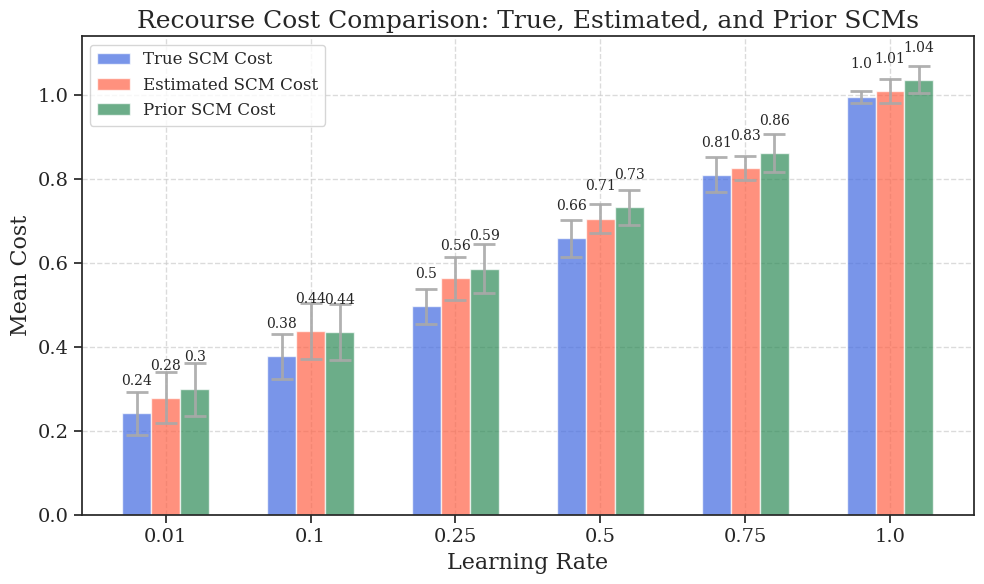 Recourse Cost Comparison: True, Estimated, and Prior SCMs
True SCM Cost
Estimated SCM Cost
Prior SCM Cost
Mean Cost
1.0
0.8
0.6
0.4
0.2
0.0
0.24 0.28 0.3
0.38 0.44 0.44
0.5 0.56 0.59
0.66 0.71 0.73
0.81 0.83 0.86
1.0 1.01 1.04
0.01 0.1 0.25 0.5 0.75 1.0
Learning Rate